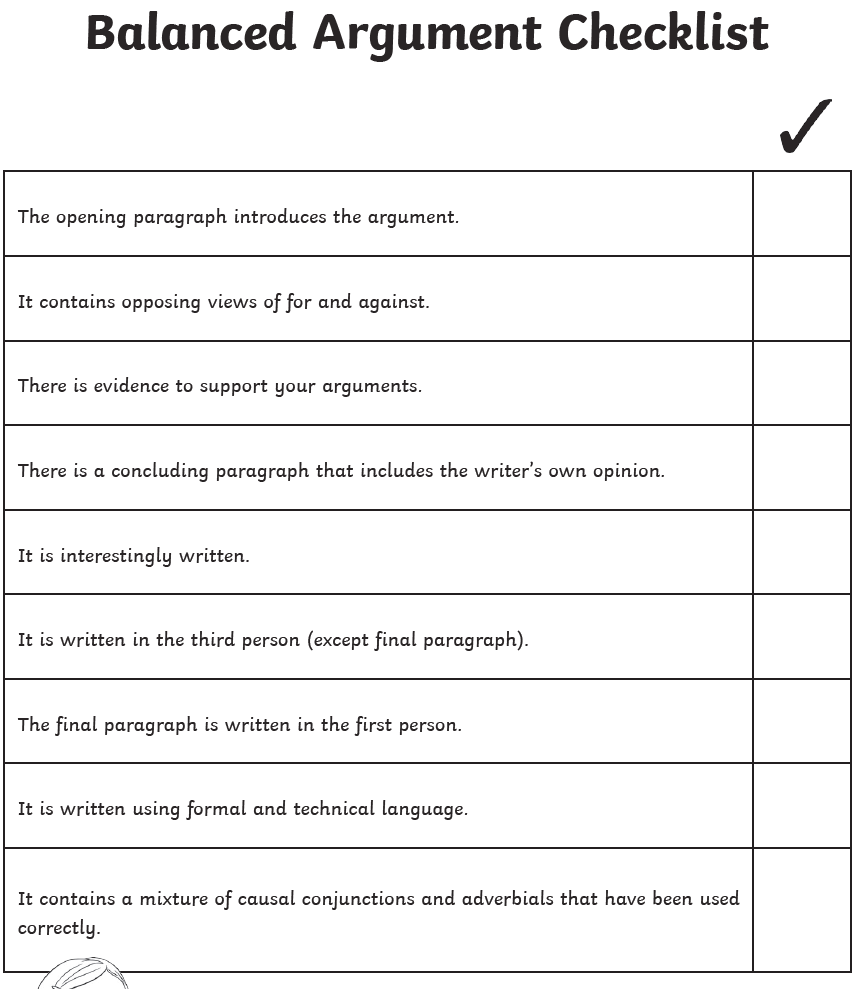 Balanced Argument Checklist
The opening paragraph introduces the argument.
It contains opposing views of for and against.
There is evidence to support your arguments.
There is a concluding paragraph that includes the writer’s own opinion.
It is interestingly written.
It is written in the third person (except final paragraph).
The final paragraph is written in the first person.
It is written using formal and technical language.
It contains a mixture of causal conjunctions and adverbials that have been used
correctly.